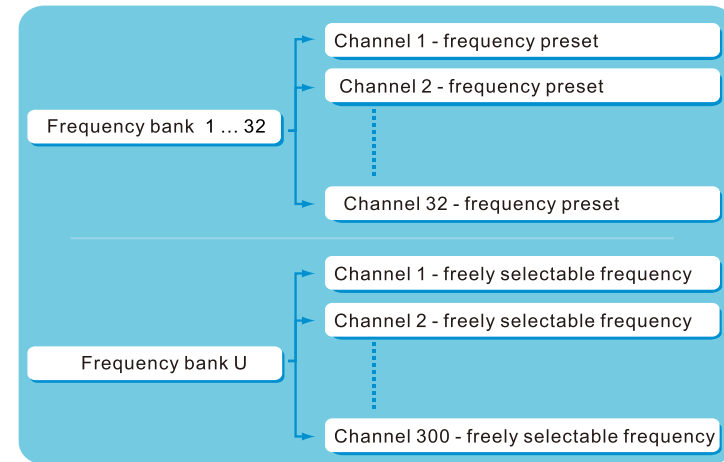 Channel 1 - frequency preset
Channel 2 - frequency preset
Frequency bank 1 ... 32
Channel 32 - frequency preset
Channel 1 - freely selectable frequency
Channel 2 - freely selectable frequency
Frequency bank U
Channel 300 - freely selectable frequency